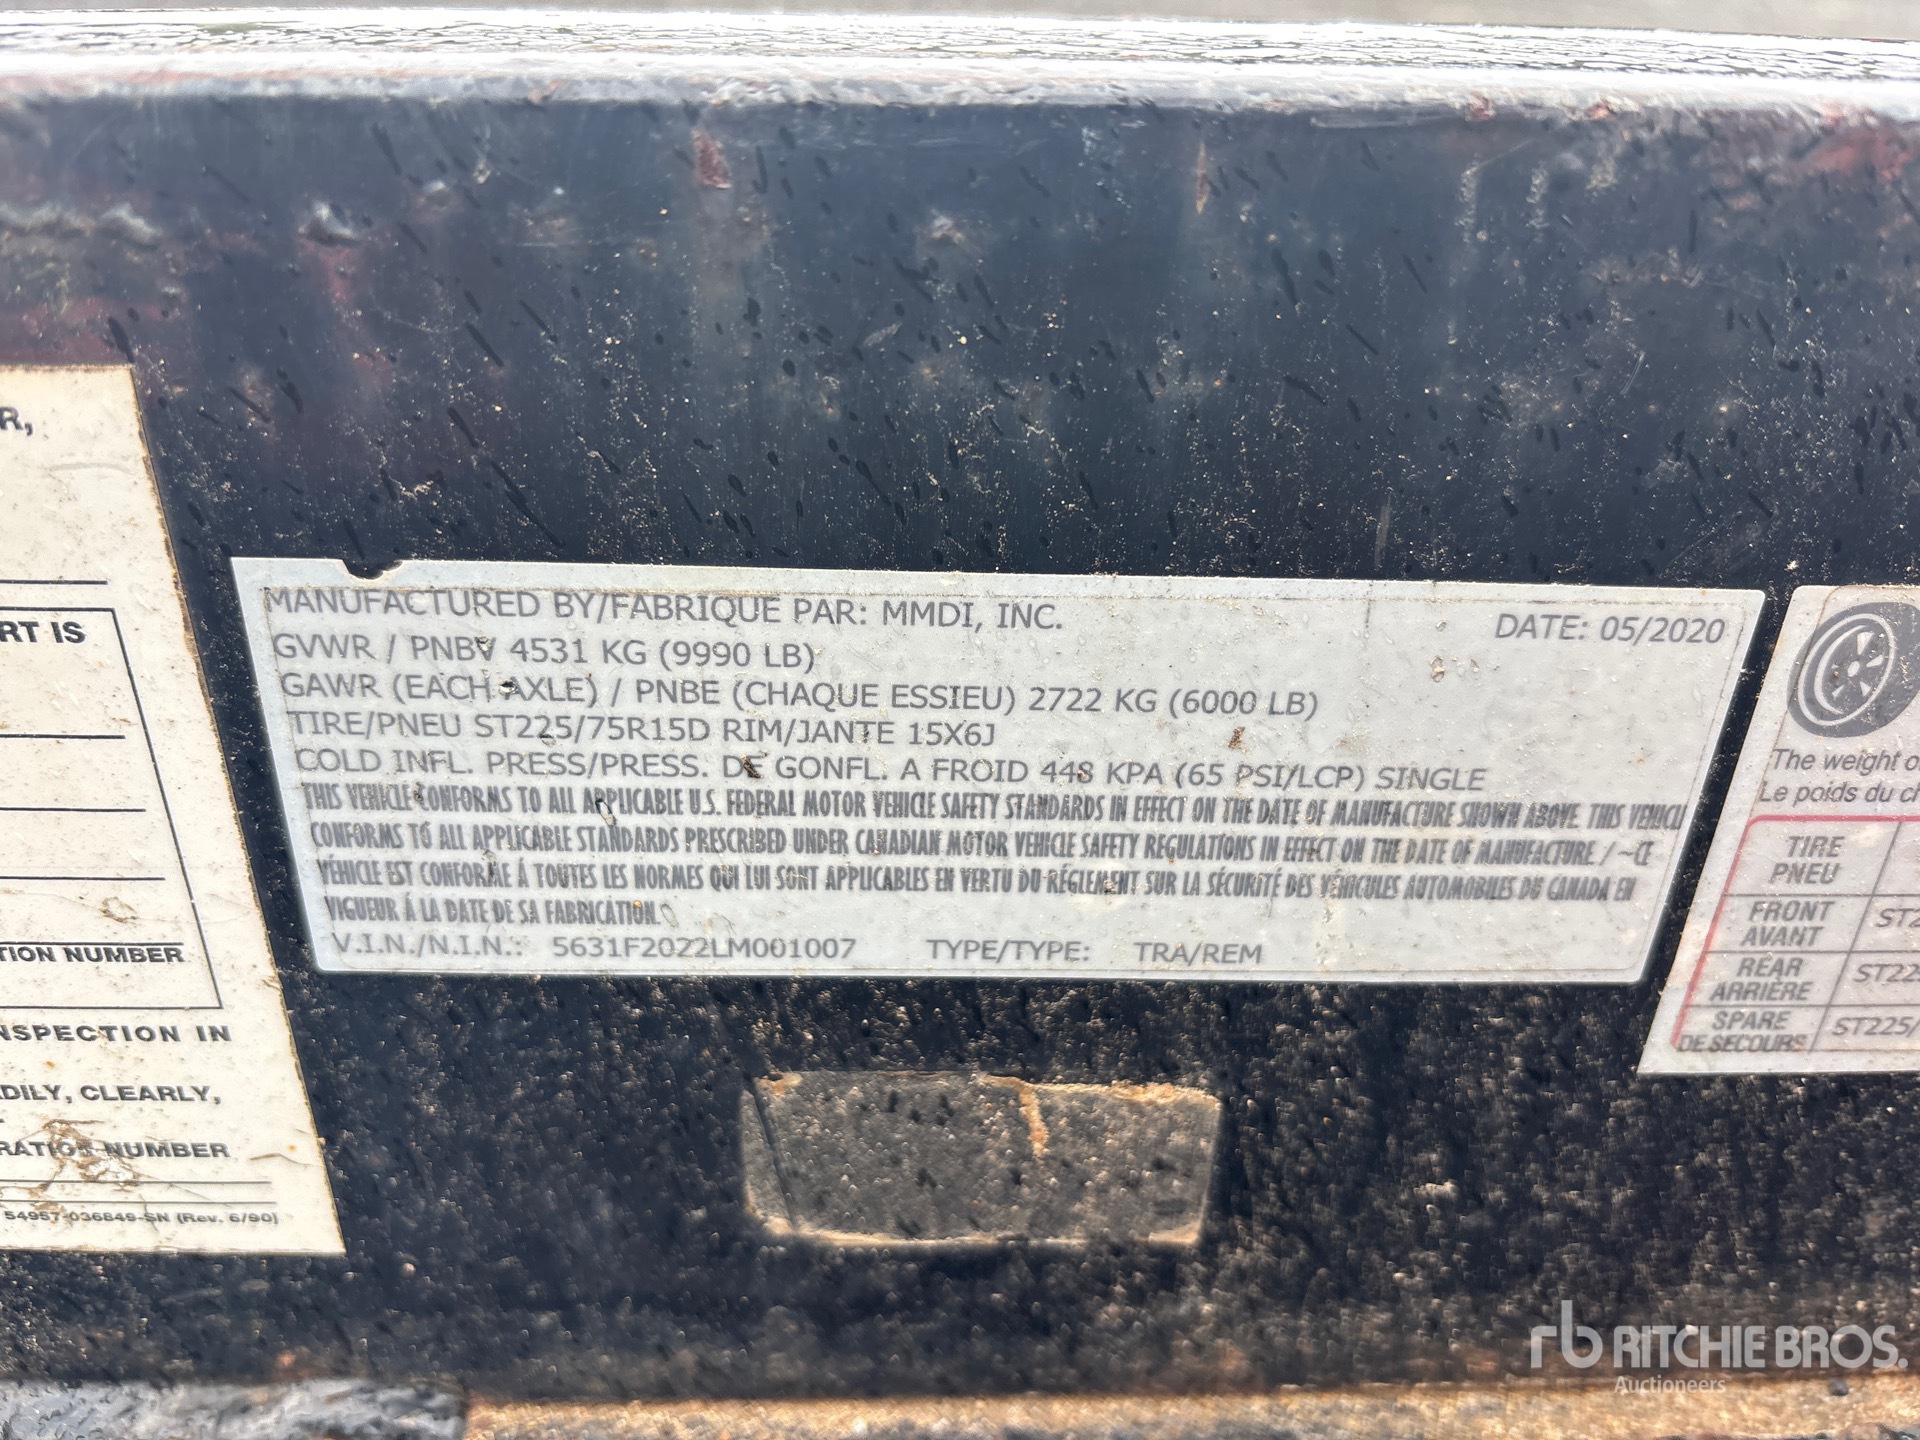 R,
RT IS
TION NUMBER
NSPECTION IN
DILY, CLEARLY,
RATION NUMBER
54957-036849-SN (Rev. 6/90)
MANUFACTURED BY/FABRIQUE PAR: MMDI, INC.
DATE: 05/2020
GVWR / PNBV 4531 KG (9990 LB)
GAWR (EACH AXLE) / PNBE (CHAQUE ESSIEU) 2722 KG (6000 LB)
TIRE/PNEU ST225/75R15D RIM/JANTE 15X6J
COLD INFL. PRESS/PRESS. DE GONFL. A FROID 448 KPA (65 PSI/LCP) SINGLE
THIS VEHICLE CONFORMS TO ALL APPLICABLE U.S. FEDERAL MOTOR VEHICLE SAFETY STANDARDS IN EFFECT ON THE DATE OF MANUFACTURE SHOWN ABOVE. THIS VEHICLE
CONFORMS TO ALL APPLICABLE STANDARDS PRESCRIBED UNDER CANADIAN MOTOR VEHICLE SAFETY REGULATIONS IN EFFECT ON THE DATE OF MANUFACTURE / ~CE
VÉHICLE EST CONFORME À TOUTES LES NORMES QUI LUI SONT APPLICABLES EN VERTU DU RÉGLEMENT SUR LA SÉCURITÉ DES VÉHICULES AUTOMOBILES DU CANADA EN
VIGUEUR À LA DATE DE SA FABRICATION.
V.I.N./N.I.N.: 5631F2022LM001007 TYPE/TYPE: TRA/REM
The weight o
Le poids du ch
TIRE
PNEU
FRONT
AVANT
ST2
REAR
ARRIÈRE
ST225
SPARE
DE SECOURS
ST225/
rb RITCHIE BROS.
Auctioneers